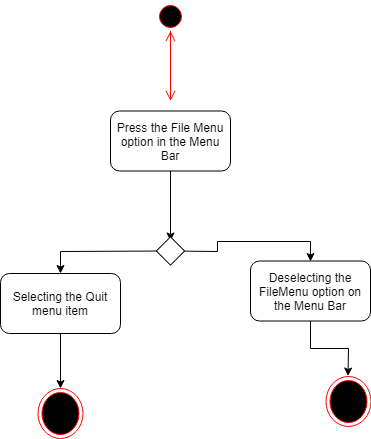 Press the File Menu
option in the Menu
Bar
Selecting the Quit
menu item
Deselecting the
FileMenu option on
the Menu Bar